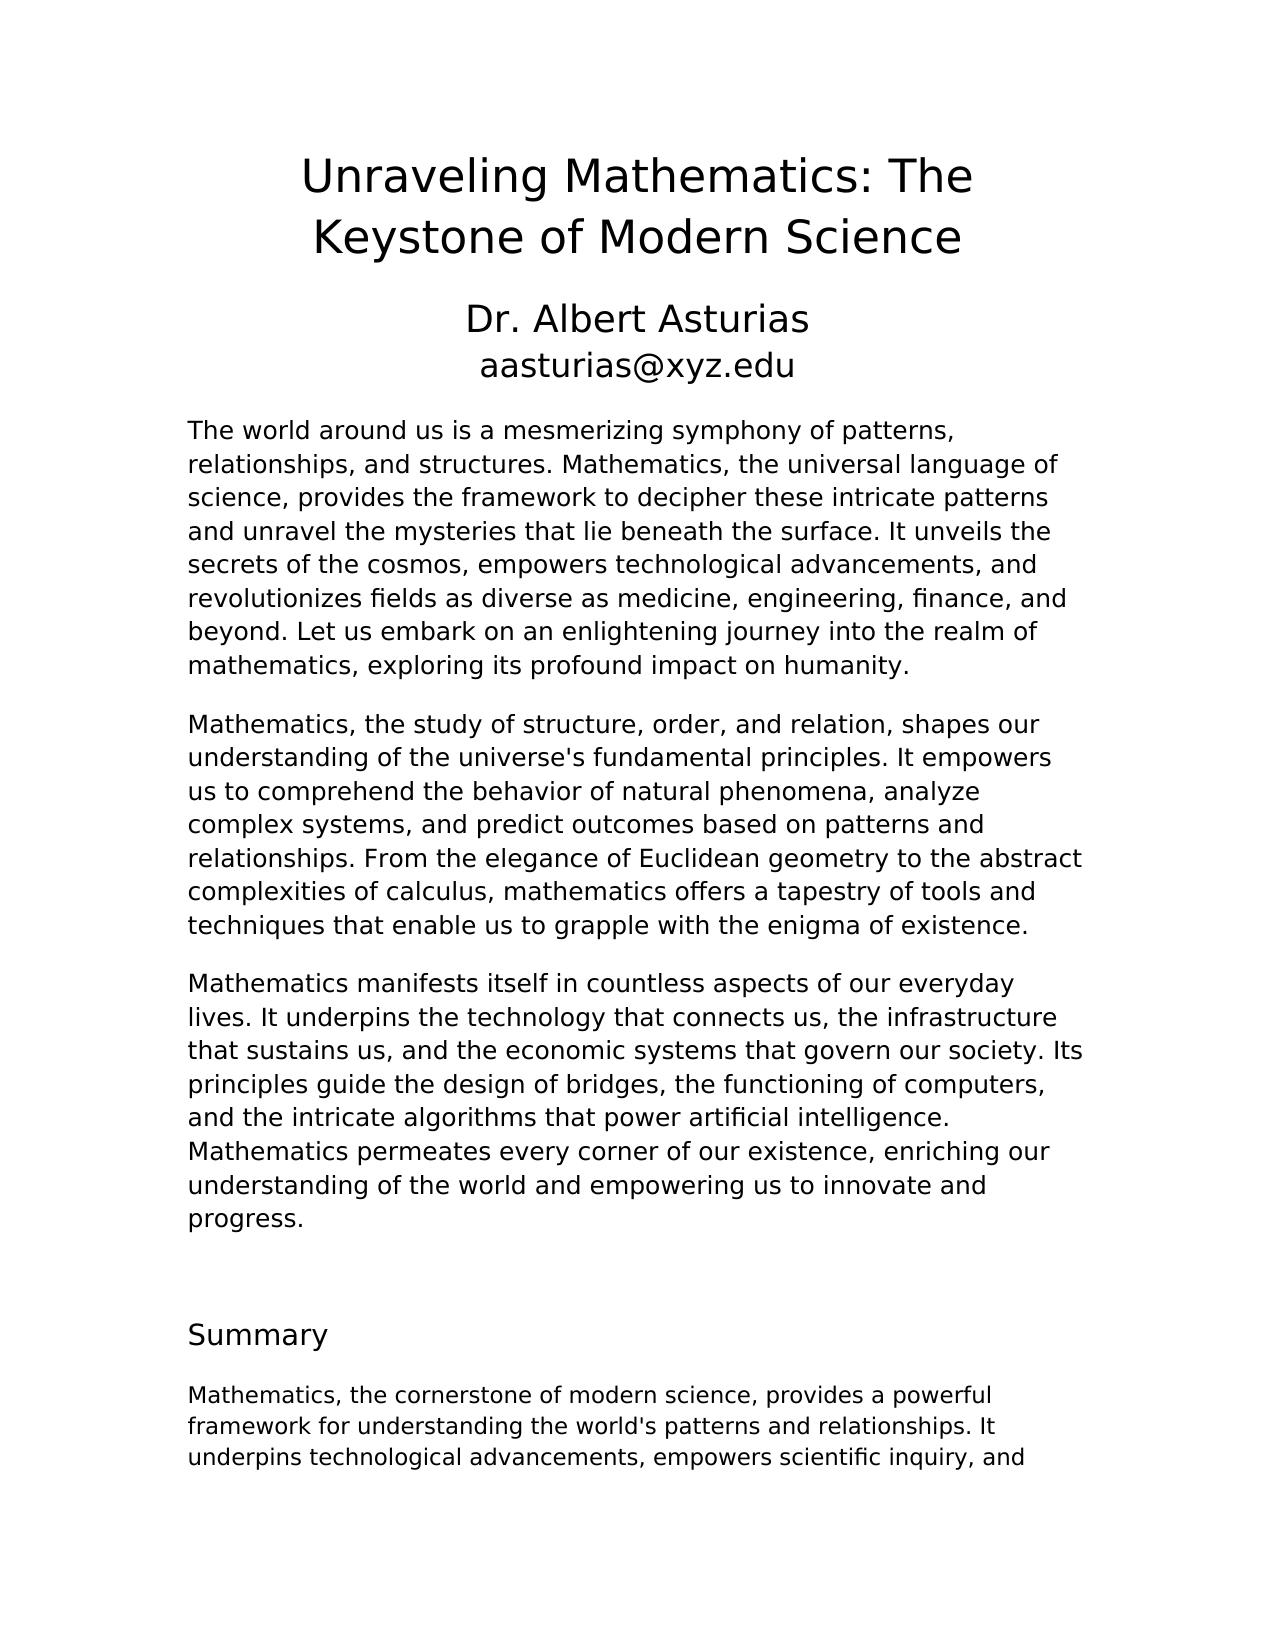 Unraveling Mathematics: The
Keystone of Modern Science
Dr. Albert Asturias
aasturias@xyz.edu
The world around us is a mesmerizing symphony of patterns,
relationships, and structures. Mathematics, the universal language of
science, provides the framework to decipher these intricate patterns
and unravel the mysteries that lie beneath the surface. It unveils the
secrets of the cosmos, empowers technological advancements, and
revolutionizes fields as diverse as medicine, engineering, finance, and
beyond. Let us embark on an enlightening journey into the realm of
mathematics, exploring its profound impact on humanity.
Mathematics, the study of structure, order, and relation, shapes our
understanding of the universe's fundamental principles. It empowers
us to comprehend the behavior of natural phenomena, analyze
complex systems, and predict outcomes based on patterns and
relationships. From the elegance of Euclidean geometry to the abstract
complexities of calculus, mathematics offers a tapestry of tools and
techniques that enable us to grapple with the enigma of existence.
Mathematics manifests itself in countless aspects of our everyday
lives. It underpins the technology that connects us, the infrastructure
that sustains us, and the economic systems that govern our society. Its
principles guide the design of bridges, the functioning of computers,
and the intricate algorithms that power artificial intelligence.
Mathematics permeates every corner of our existence, enriching our
understanding of the world and empowering us to innovate and
progress.
Summary
Mathematics, the cornerstone of modern science, provides a powerful
framework for understanding the world's patterns and relationships. It
underpins technological advancements, empowers scientific inquiry, and